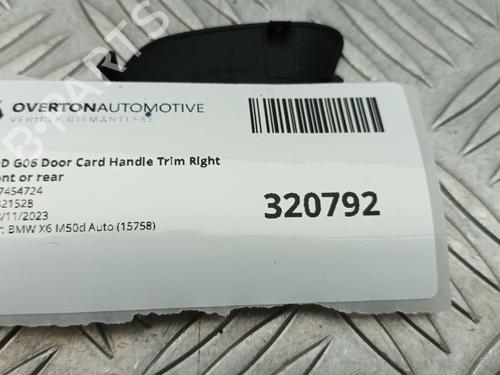 OVERTONAUTOMOTIVE
VEHICLE DISMANTLERS
D G06 Door Card Handle Trim Right
ont or rear
7454724
321528
/11/2023
r: BMW X6 M50d Auto (15758)
320792